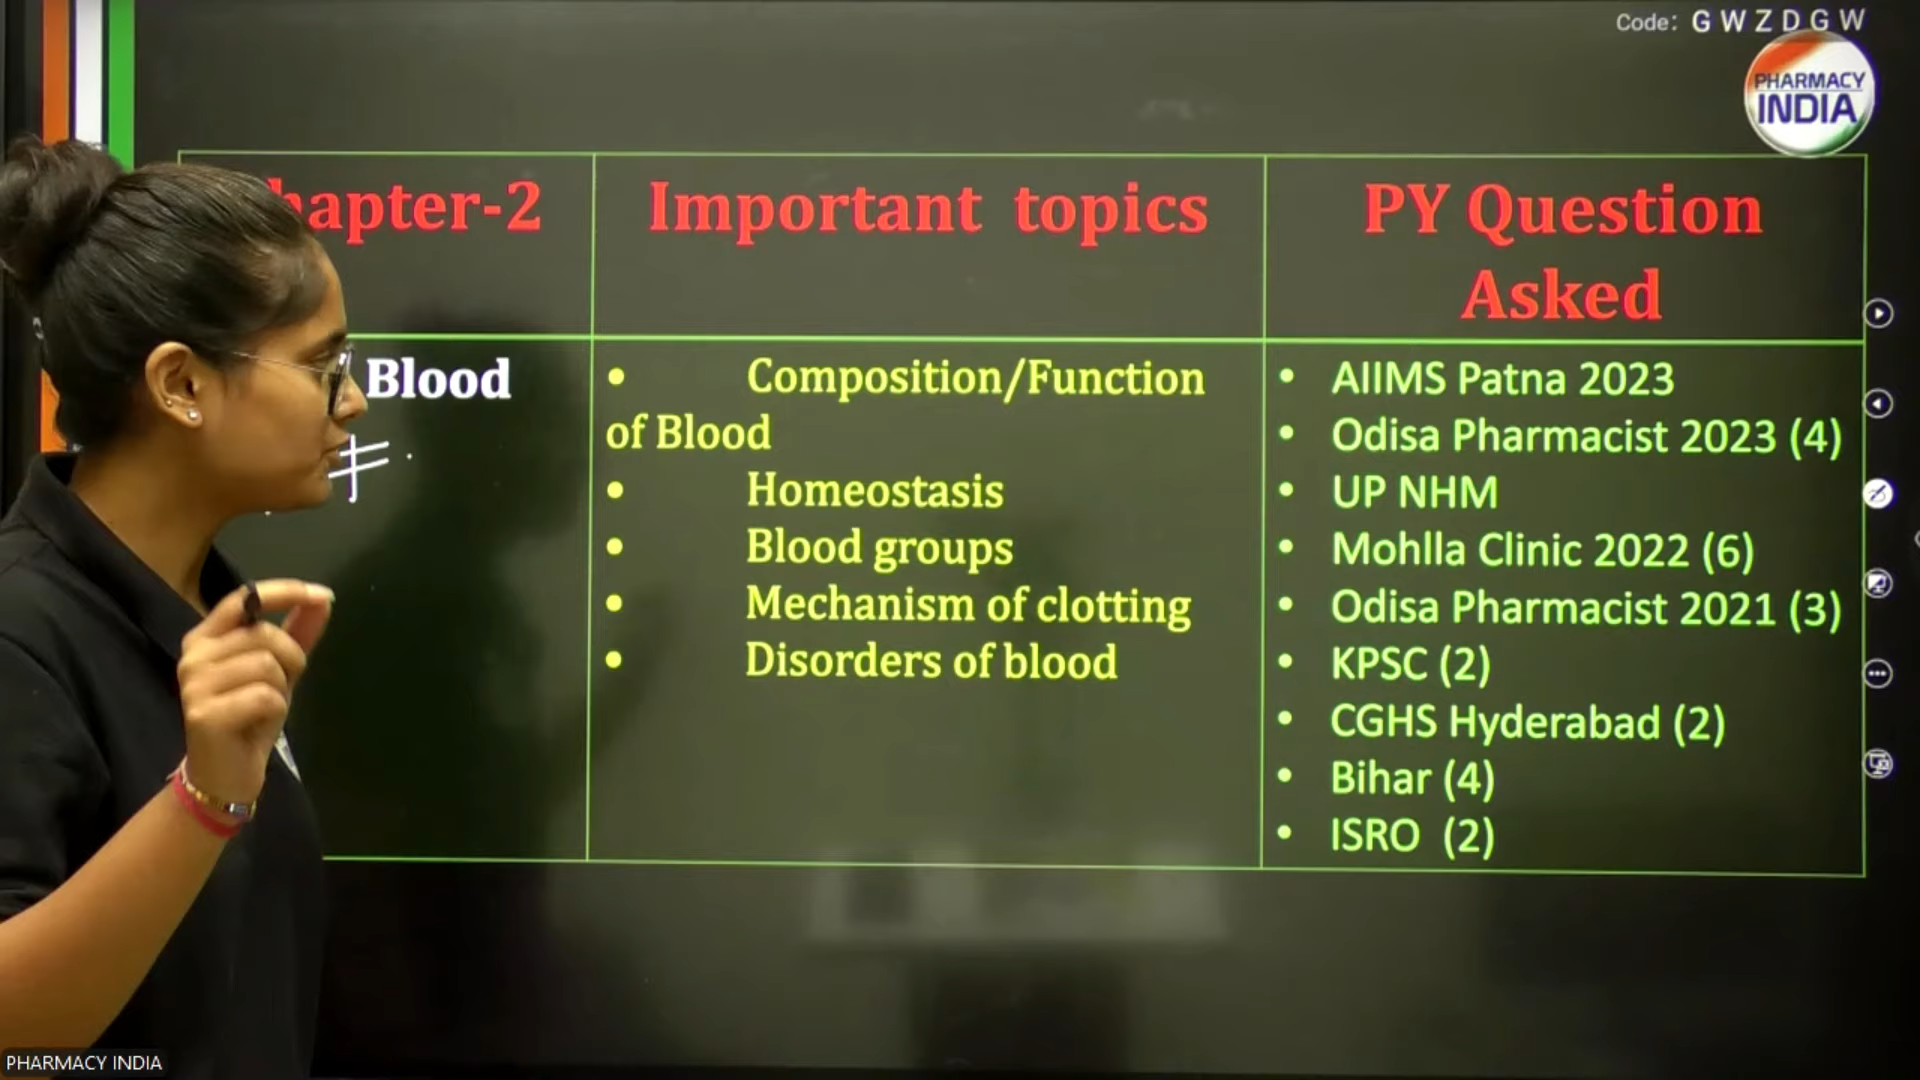 Code: GWZDGW
PHARMACY
INDIA
hapter-2
Important topics
PY Question
Asked
Blood
• Composition/Function
of Blood
• Homeostasis
• Blood groups
• Mechanism of clotting
• Disorders of blood
• AIIMS Patna 2023
• Odisa Pharmacist 2023 (4)
• UP NHM
• Mohlla Clinic 2022 (6)
• Odisa Pharmacist 2021 (3)
• KPSC (2)
• CGHS Hyderabad (2)
• Bihar (4)
• ISRO (2)
PHARMACY INDIA